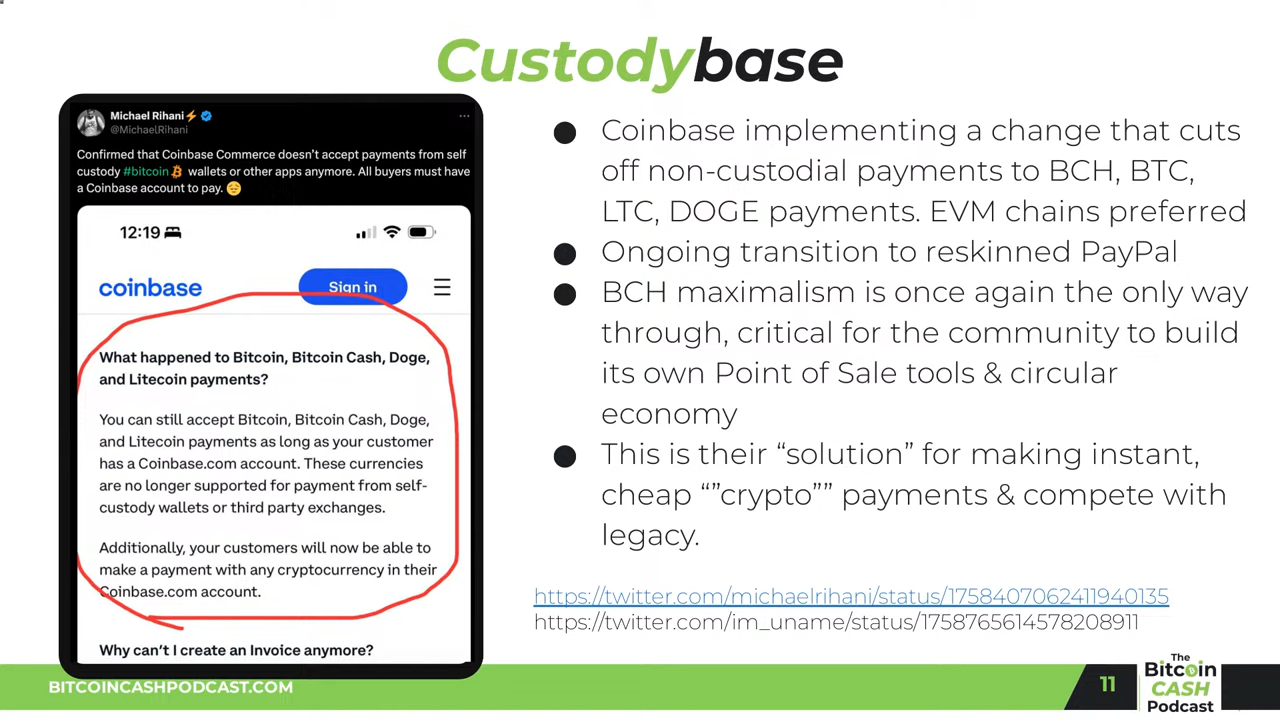 Custodybase
Michael Rihani⚡
@MichaelRihani
Confirmed that Coinbase Commerce doesn't accept payments from self
custody #bitcoin wallets or other apps anymore. All buyers must have
a Coinbase account to pay. 😔
12:19
coinbase
Sign in
What happened to Bitcoin, Bitcoin Cash, Doge,
and Litecoin payments?
You can still accept Bitcoin, Bitcoin Cash, Doge,
and Litecoin payments as long as your customer
has a Coinbase.com account. These currencies
are no longer supported for payment from self-
custody wallets or third party exchanges.
Additionally, your customers will now be able to
make a payment with any cryptocurrency in their
Coinbase.com account.
Why can't I create an Invoice anymore?
● Coinbase implementing a change that cuts
off non-custodial payments to BCH, BTC,
LTC, DOGE payments. EVM chains preferred
● Ongoing transition to reskinned PayPal
● BCH maximalism is once again the only way
through, critical for the community to build
its own Point of Sale tools & circular
economy
● This is their “solution” for making instant,
cheap “”crypto”” payments & compete with
legacy.
https://twitter.com/michaelrihani/status/1758407062411940135
https://twitter.com/im_uname/status/1758765614578208911
BITCOINCASHPODCAST.COM
11
The
Bitcoin
CASH
Podcast